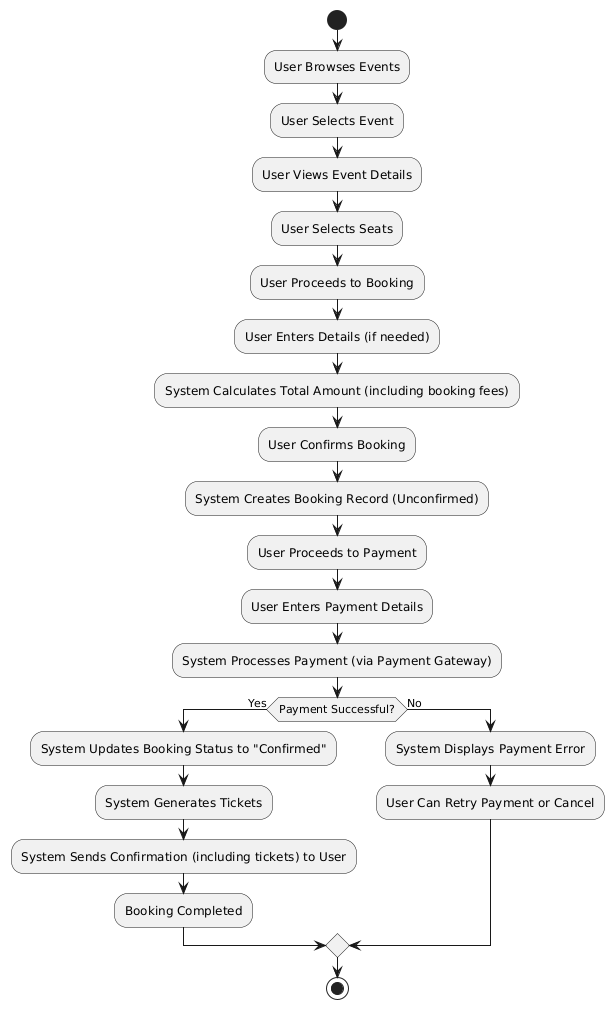 User Browses Events
User Selects Event
User Views Event Details
User Selects Seats
User Proceeds to Booking
User Enters Details (if needed)
System Calculates Total Amount (including booking fees)
User Confirms Booking
System Creates Booking Record (Unconfirmed)
User Proceeds to Payment
User Enters Payment Details
System Processes Payment (via Payment Gateway)
Yes
Payment Successful?
No
System Updates Booking Status to "Confirmed"
System Generates Tickets
System Sends Confirmation (including tickets) to User
Booking Completed
System Displays Payment Error
User Can Retry Payment or Cancel